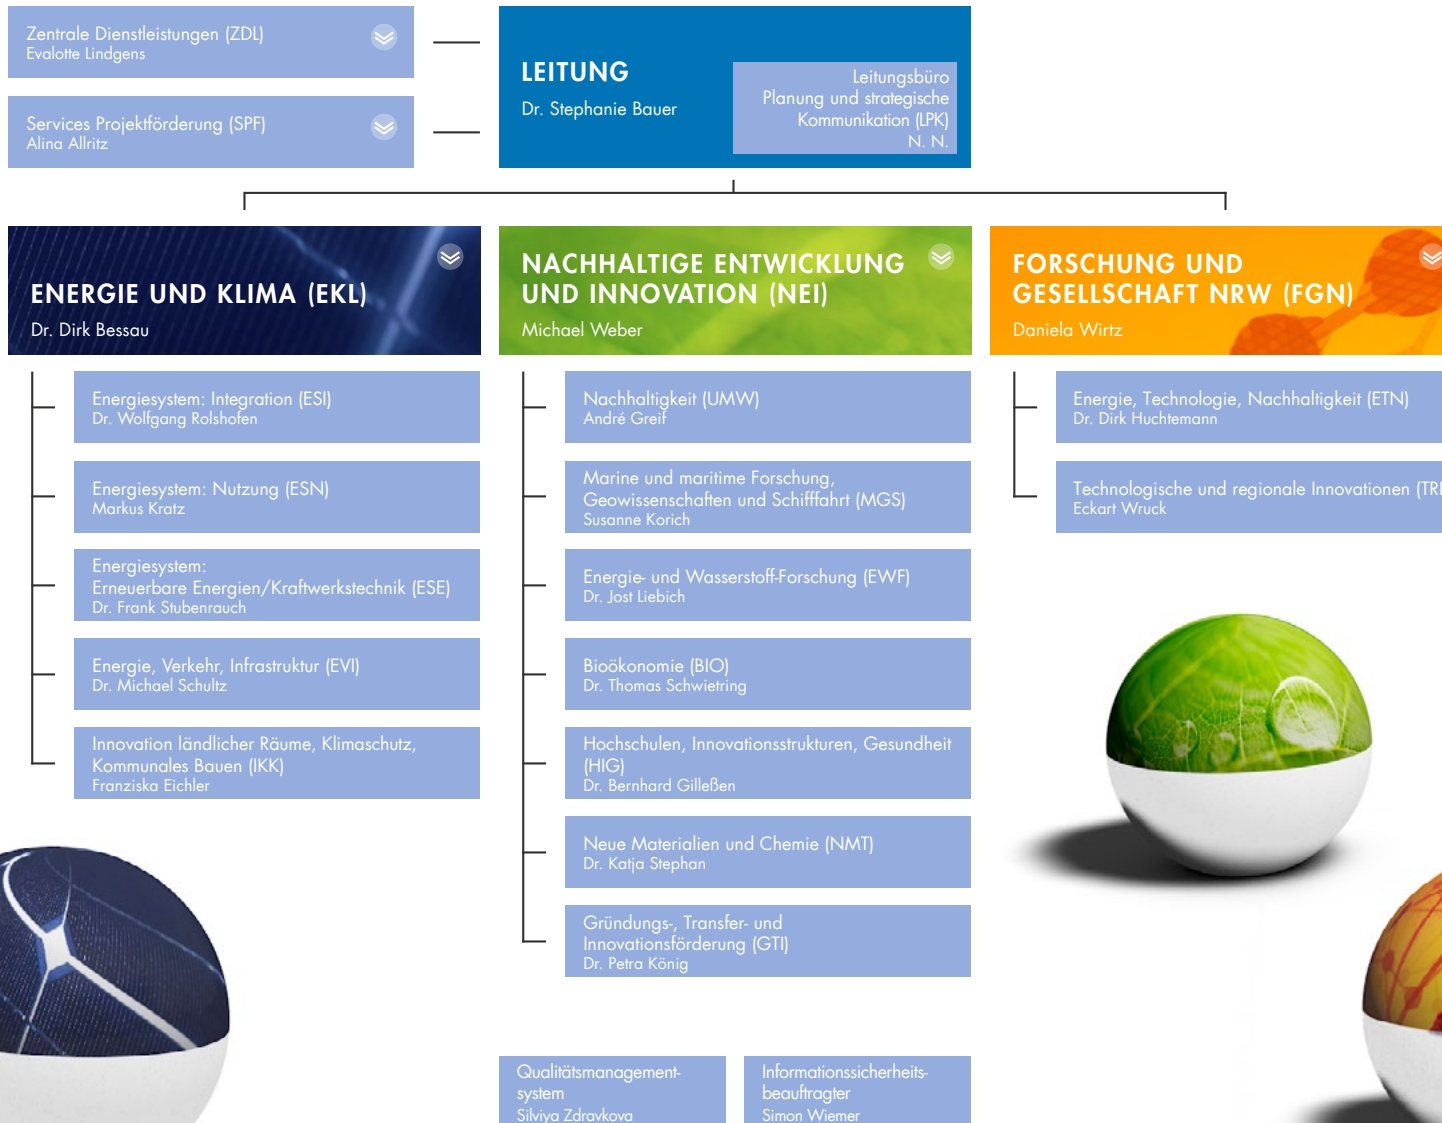 Zentrale Dienstleistungen (ZDL)
Evalotte Lindgens
Services Projektförderung (SPF)
Alina Allritz
LEITUNG
Dr. Stephanie Bauer
Leitungsbüro
Planung und strategische
Kommunikation (LPK)
N. N.
ENERGIE UND KLIMA (EKL)
Dr. Dirk Bessau
Energiesystem: Integration (ESI)
Dr. Wolfgang Rolshofen
Energiesystem: Nutzung (ESN)
Markus Kratz
Energiesystem:
Erneuerbare Energien/Kraftwerkstechnik (ESE)
Dr. Frank Stubenrauch
Energie, Verkehr, Infrastruktur (EVI)
Dr. Michael Schultz
Innovation ländlicher Räume, Klimaschutz,
Kommunales Bauen (IKK)
Franziska Eichler
NACHHALTIGE ENTWICKLUNG
UND INNOVATION (NEI)
Michael Weber
Nachhaltigkeit (UMW)
André Greif
Marine und maritime Forschung,
Geowissenschaften und Schifffahrt (MGS)
Susanne Korich
Energie- und Wasserstoff-Forschung (EWF)
Dr. Jost Liebich
Bioökonomie (BIO)
Dr. Thomas Schwietring
Hochschulen, Innovationsstrukturen, Gesundheit
(HIG)
Dr. Bernhard Gilleßen
Neue Materialien und Chemie (NMT)
Dr. Katja Stephan
Gründungs-, Transfer- und
Innovationsförderung (GTI)
Dr. Petra König
FORSCHUNG UND
GESELLSCHAFT NRW (FGN)
Daniela Wirtz
Energie, Technologie, Nachhaltigkeit (ETN)
Dr. Dirk Huchtemann
Technologische und regionale Innovationen (TRI
Eckart Wruck
Qualitätsmanagement-
system
Silviya Zdravkova
Informationssicherheits-
beauftragter
Simon Wiemer